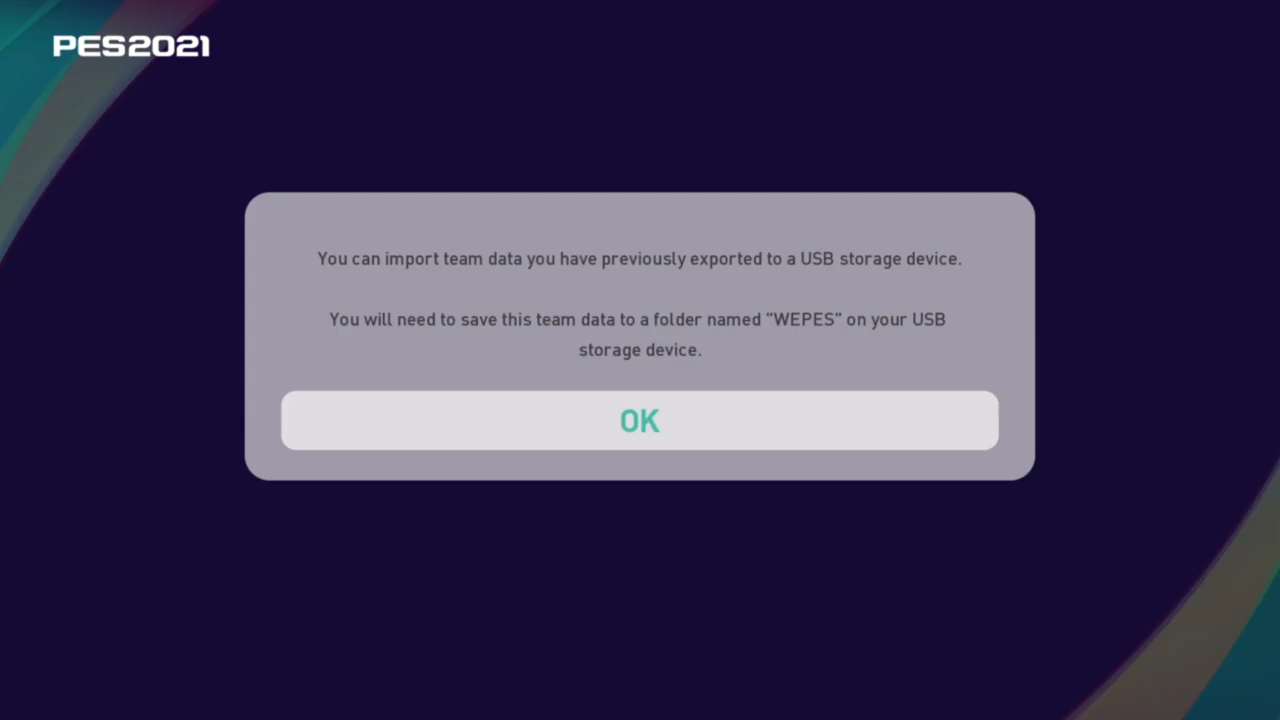 PES2021
You can import team data you have previously exported to a USB storage device.
You will need to save this team data to a folder named "WEPES" on your USB
storage device.
OK